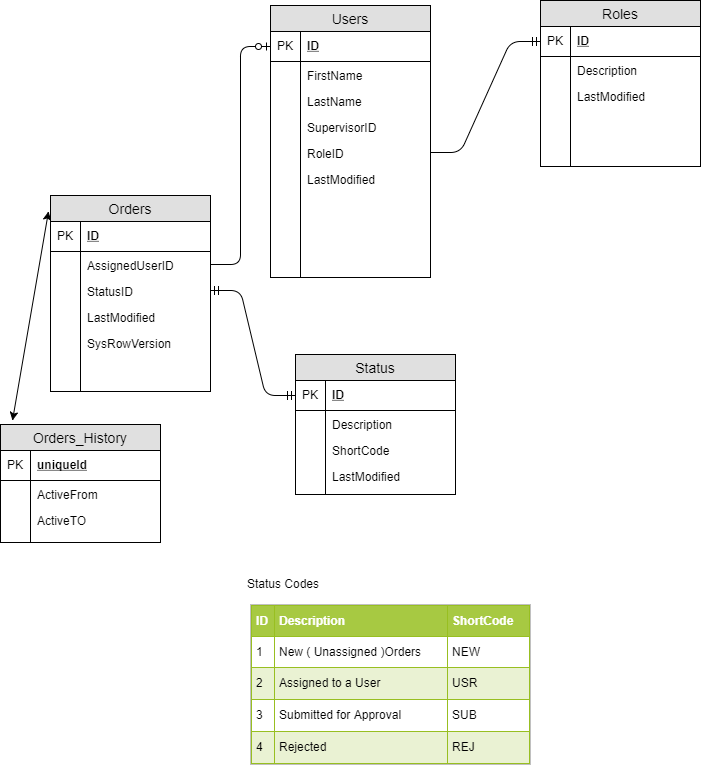 Users
PK ID
FirstName
LastName
SupervisorID
RoleID
LastModified
Roles
PK ID
Description
LastModified
Orders
PK ID
AssignedUserID
StatusID
LastModified
SysRowVersion
Status
PK ID
Description
ShortCode
LastModified
Orders_History
PK uniqueId
ActiveFrom
ActiveTO
Status Codes
ID Description ShortCode
1 New ( Unassigned )Orders NEW
2 Assigned to a User USR
3 Submitted for Approval SUB
4 Rejected REJ